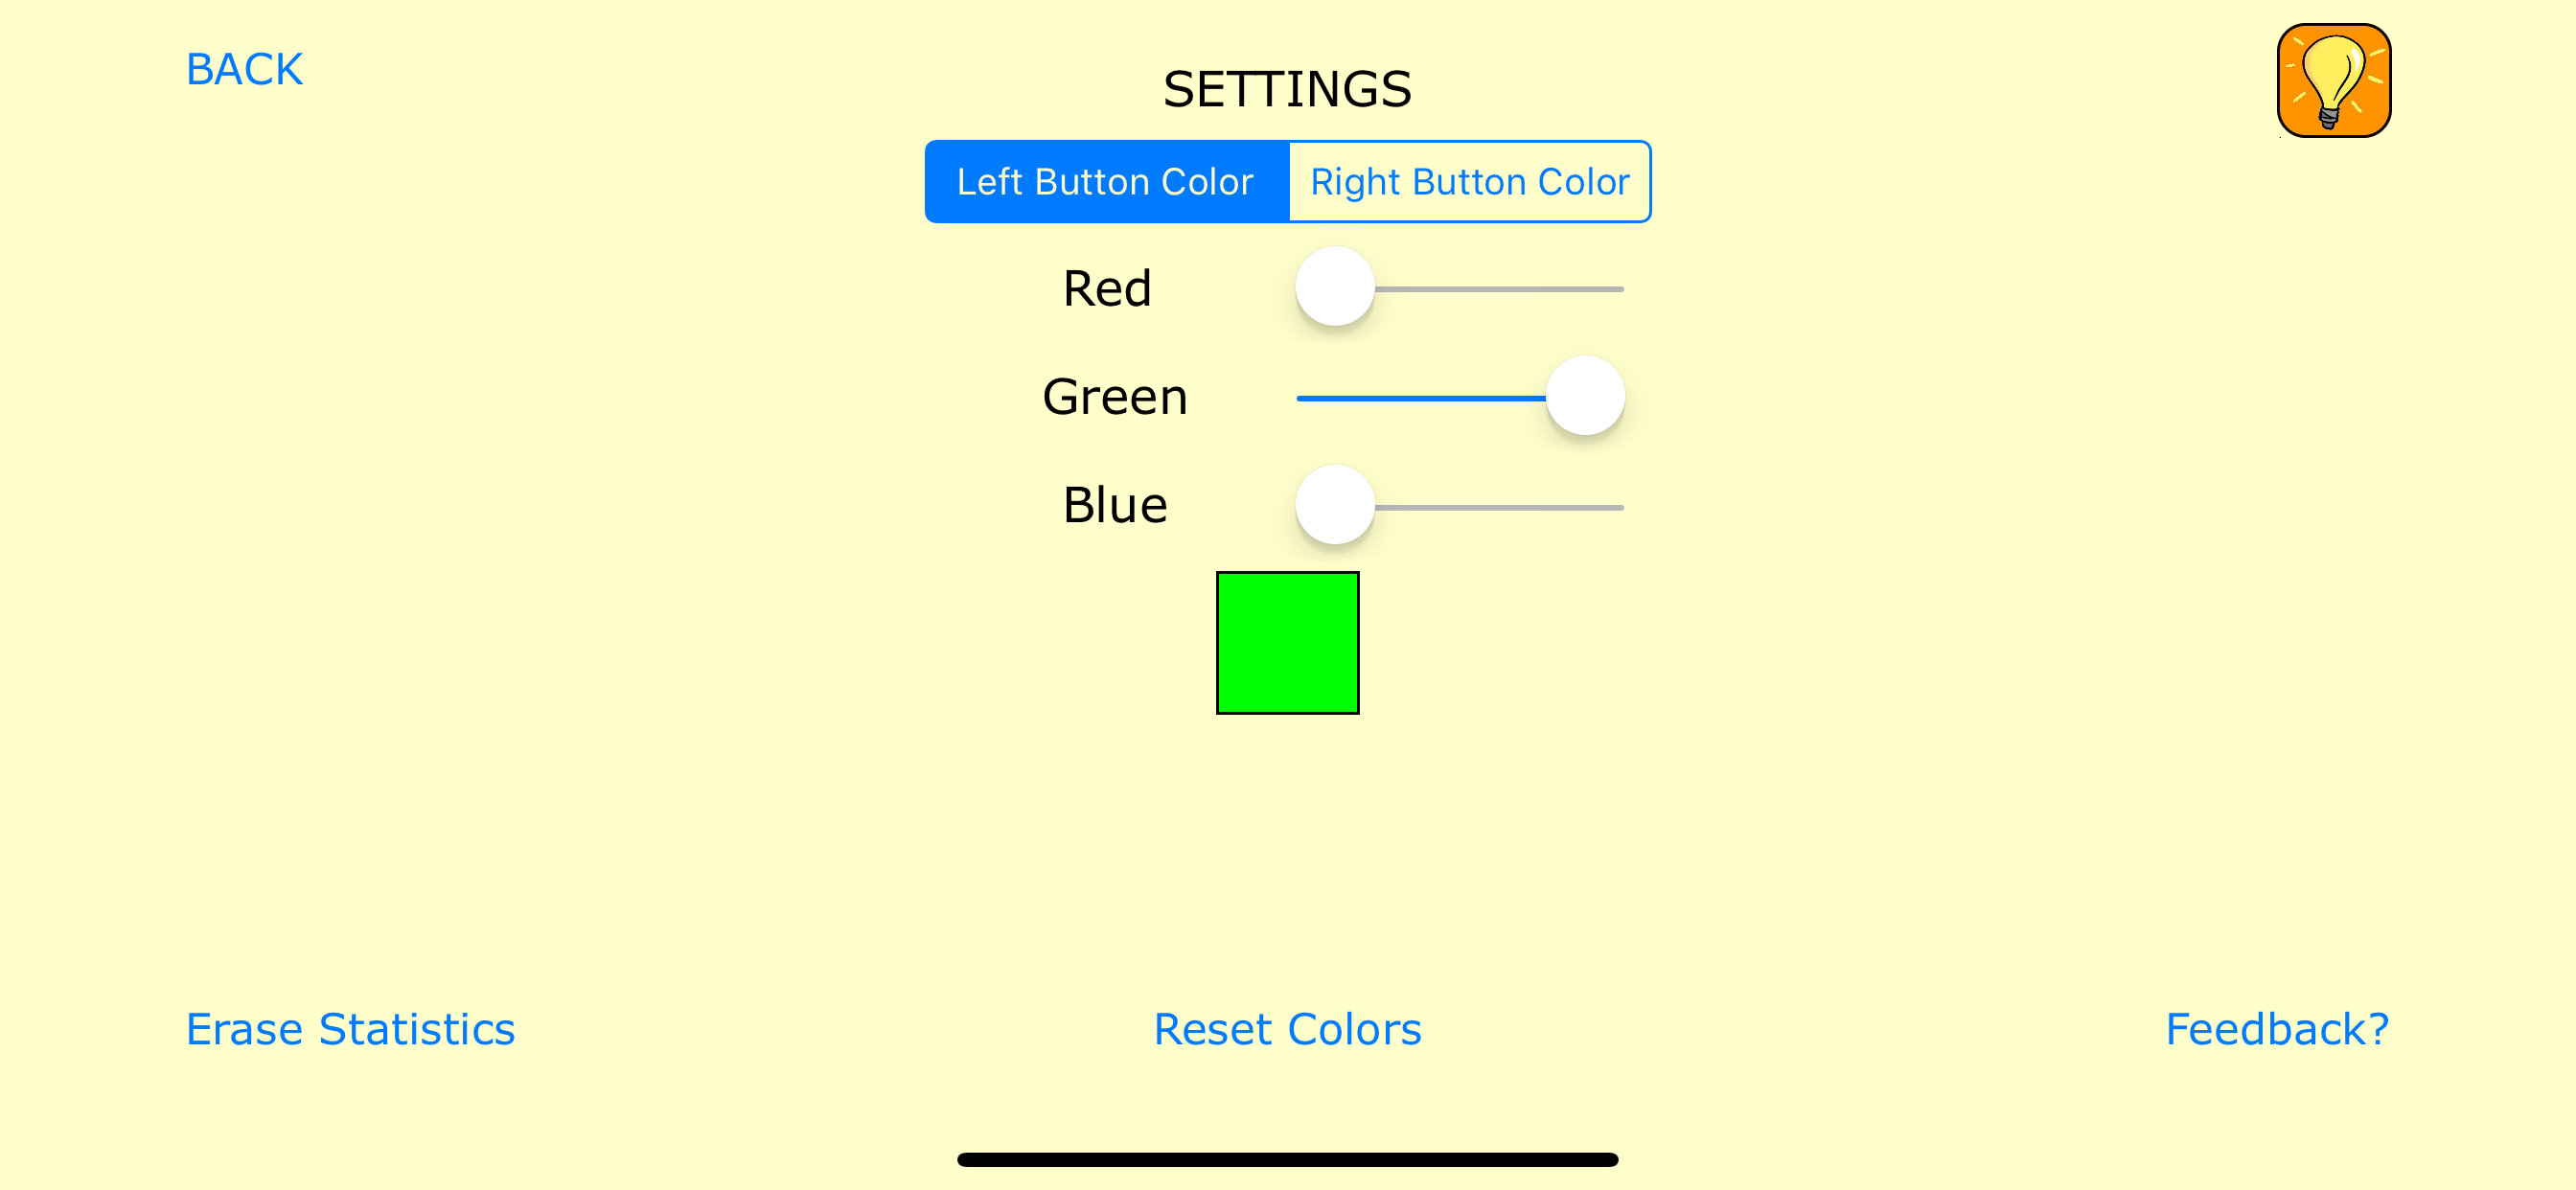 BACK
SETTINGS
Left Button Color Right Button Color
Red
Green
Blue
Erase Statistics Reset Colors Feedback?